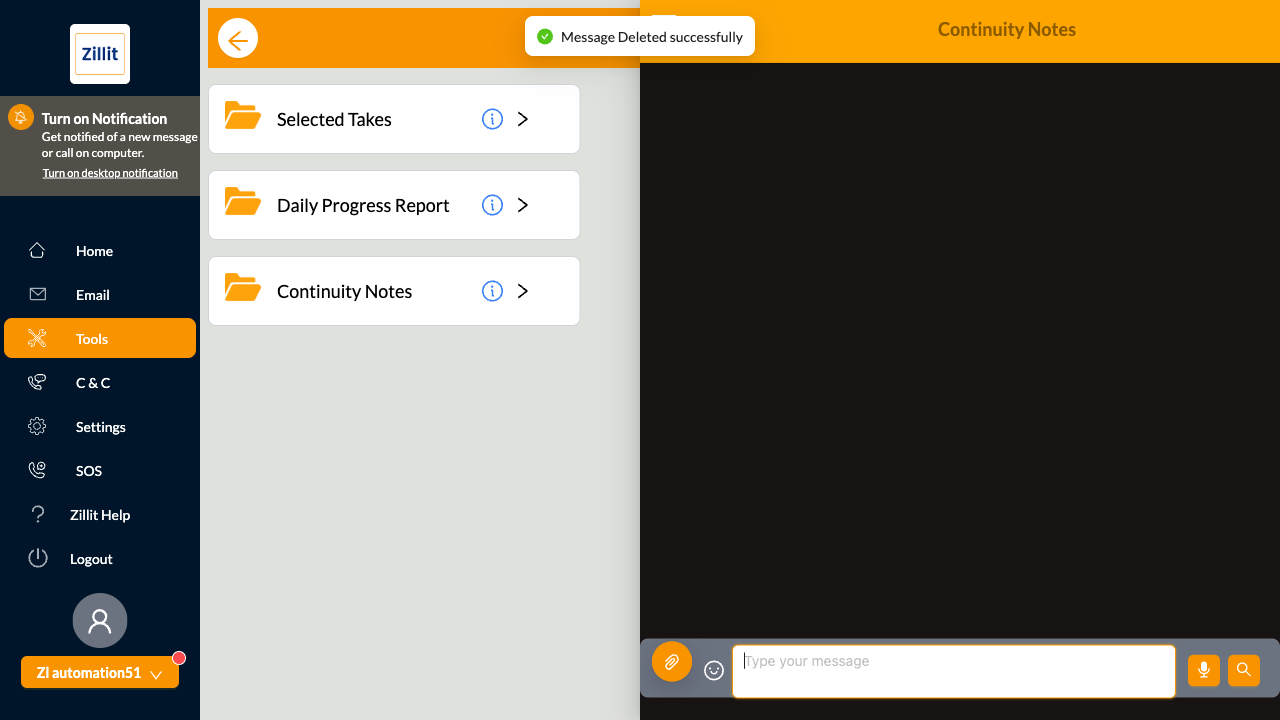 Zillit
Turn on Notification
Get notified of a new message
or call on computer.
Turn on desktop notification
Home
Email
Tools
C & C
Settings
SOS
Zillit Help
Logout
ZI automation51
Selected Takes
Daily Progress Report
Continuity Notes
Message Deleted successfully
Continuity Notes
Type your message